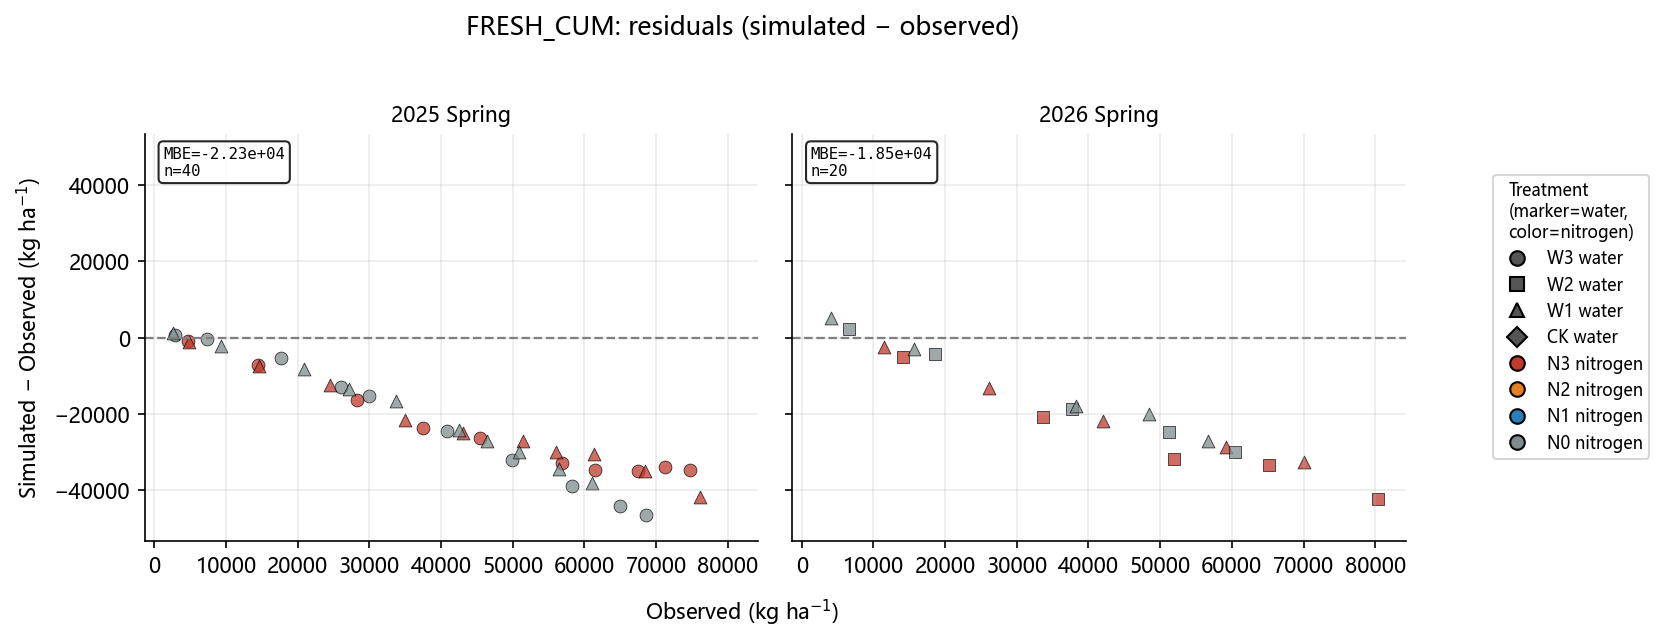 FRESH_CUM: residuals (simulated − observed)
2025 Spring
2026 Spring
MBE=-2.23e+04
n=40
MBE=-1.85e+04
n=20
Simulated − Observed (kg ha⁻¹)
40000
20000
0
−20000
−40000
0 10000 20000 30000 40000 50000 60000 70000 80000
0 10000 20000 30000 40000 50000 60000 70000 80000
Observed (kg ha⁻¹)
Treatment
(marker=water,
color=nitrogen)
W3 water
W2 water
W1 water
CK water
N3 nitrogen
N2 nitrogen
N1 nitrogen
N0 nitrogen